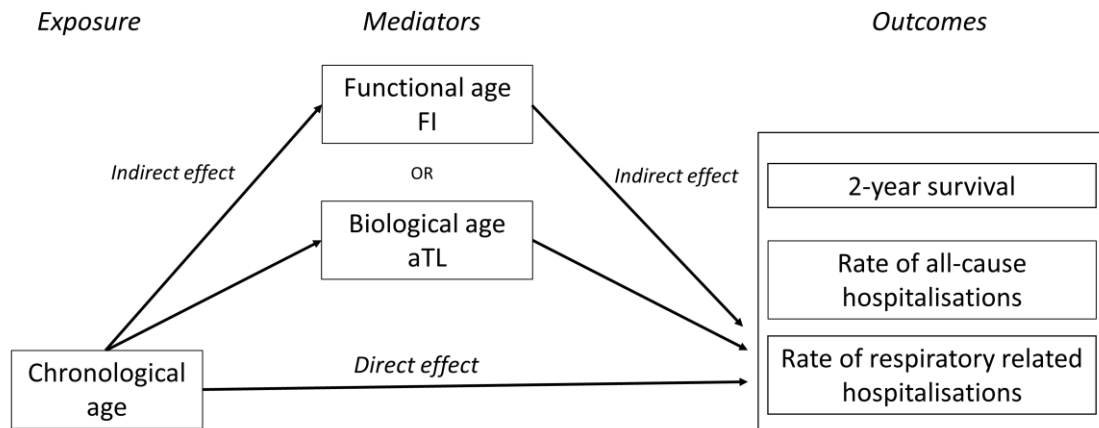 Exposure
Mediators
Outcomes
Functional age
FI
Indirect effect
OR
Indirect effect
Biological age
aTL
2-year survival
Rate of all-cause
hospitalisations
Chronological
age
Direct effect
Rate of respiratory related
hospitalisations